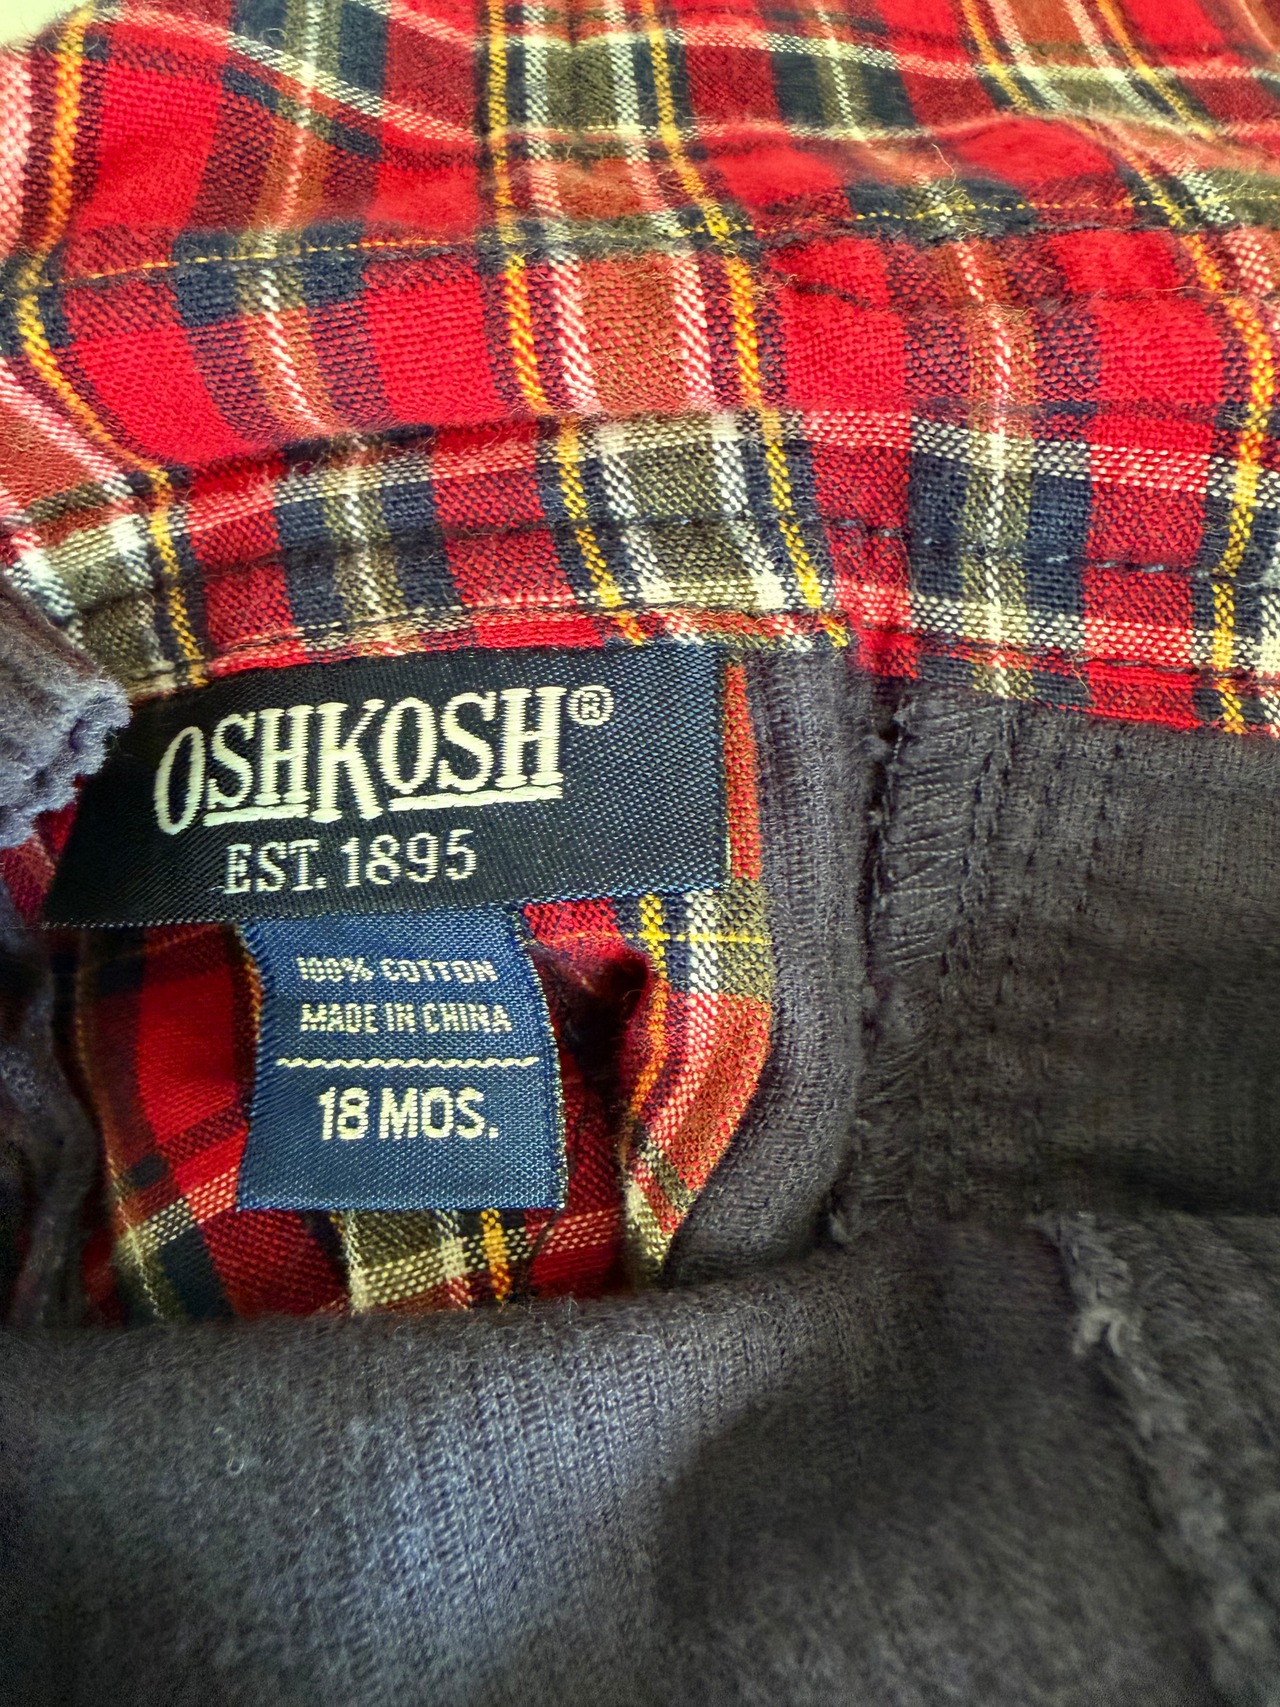 OSHKOSH®
EST. 1895
100% COTTON
MADE IN CHINA
18 MOS.